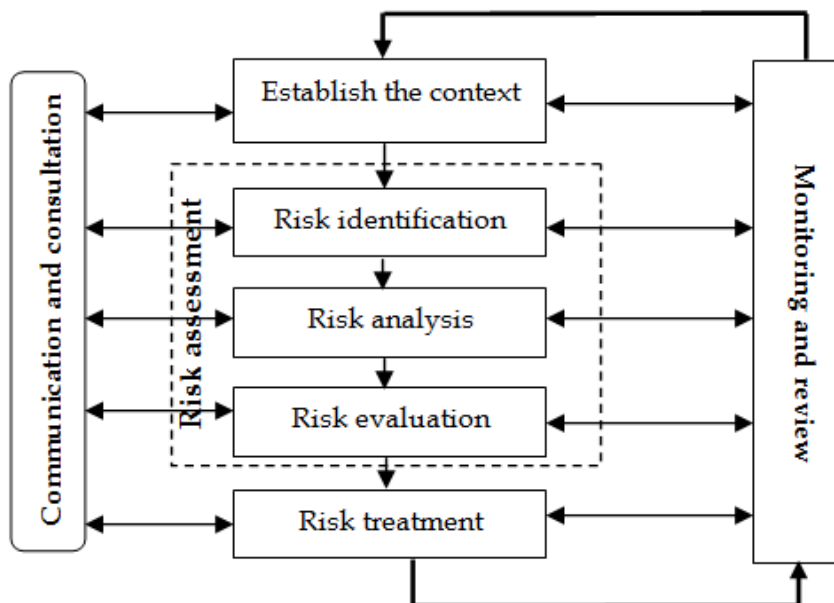 Establish the context
Communication and consultation
Risk assessment
Risk identification
Risk analysis
Risk evaluation
Risk treatment
Monitoring and review